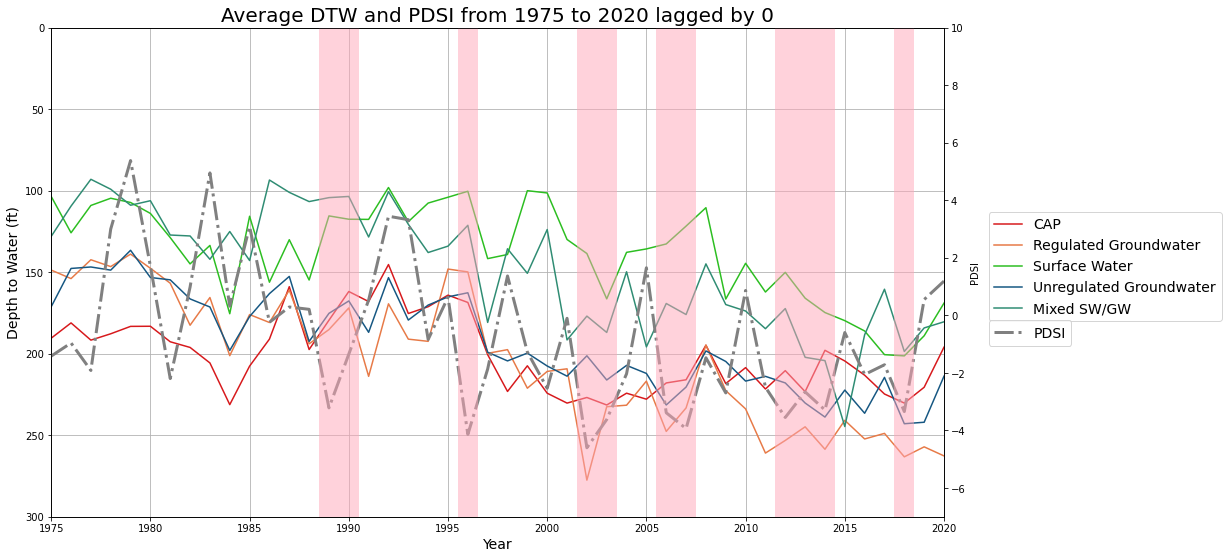 Average DTW and PDSI from 1975 to 2020 lagged by 0
Depth to Water (ft)
0
50
100
150
200
250
300
1975
1980
1985
1990
1995
2000
2005
2010
2015
2020
Year
10
8
6
4
2
0
−2
−4
−6
PDSI
CAP
Regulated Groundwater
Surface Water
Unregulated Groundwater
Mixed SW/GW
PDSI